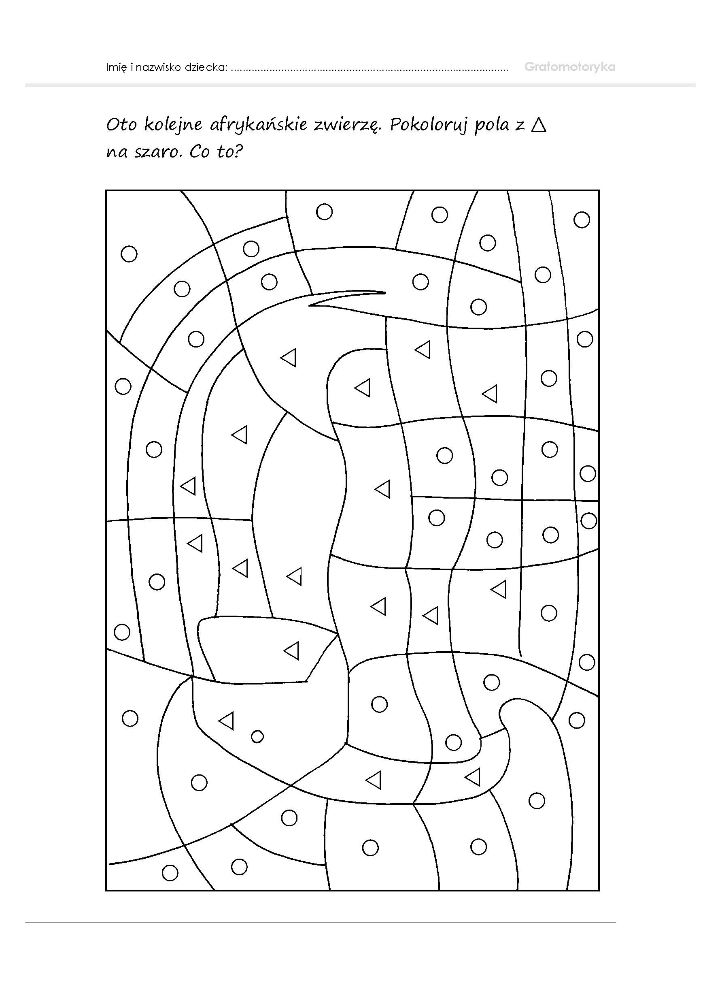 Imię i nazwisko dziecka: ............................................................................................... Grafomotoryka
Oto kolejne afrykańskie zwierzę. Pokoloruj pola z △
na szaro. Co to?